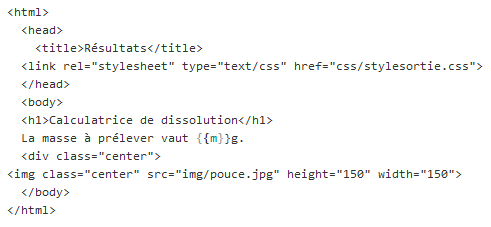 <html>
<head>
<title>Résultats</title>
<link rel="stylesheet" type="text/css" href="css/stylesortie.css">
</head>
<body>
<h1>Calculatrice de dissolution</h1>
La masse à prélever vaut {{m}}g.
<div class="center">
<img class="center" src="img/pouce.jpg" height="150" width="150">
</body>
</html>